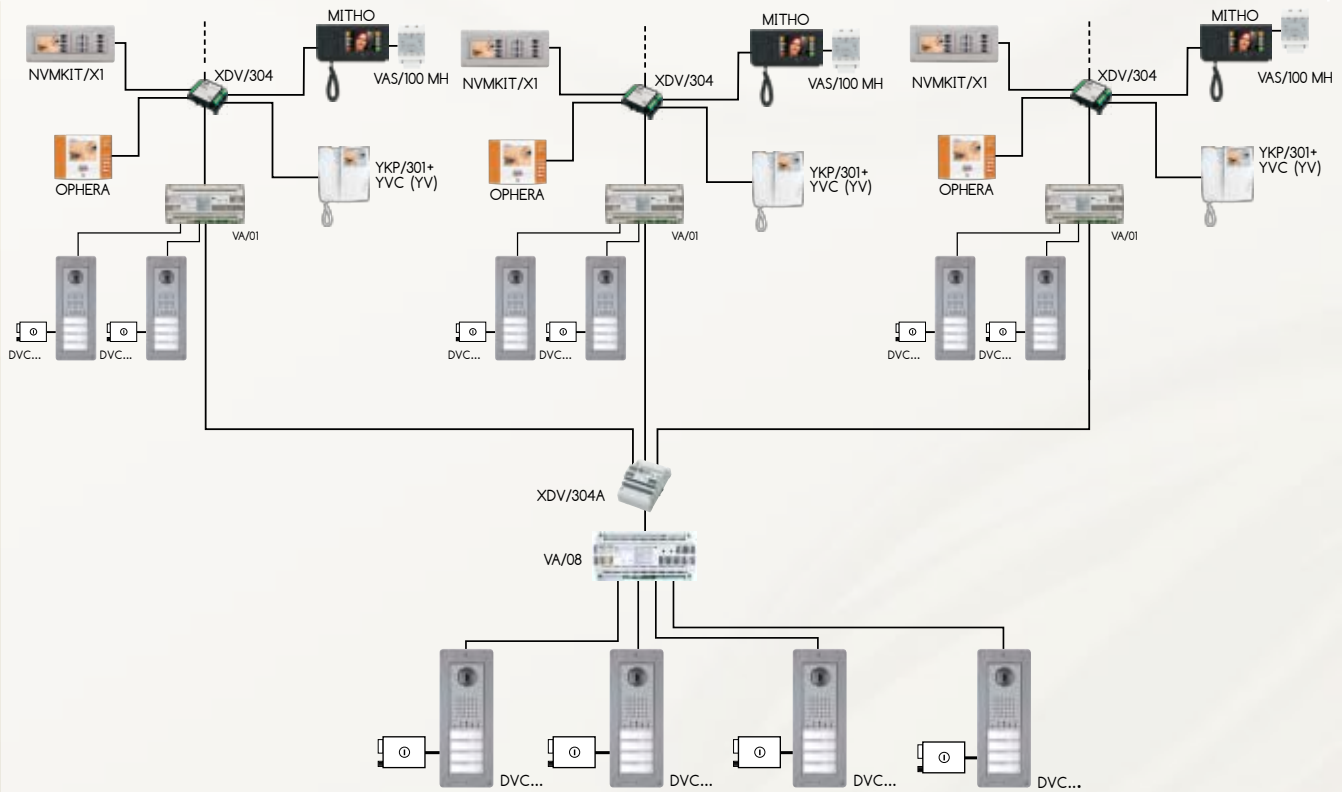 MITHO
NVMKIT/X1
XDV/304
VAS/100 MH
OPHERA
YKP/301+
YVC (YV)
VA/01
DVC...
DVC...
MITHO
NVMKIT/X1
XDV/304
VAS/100 MH
OPHERA
YKP/301+
YVC (YV)
VA/01
DVC...
DVC...
MITHO
NVMKIT/X1
XDV/304
VAS/100 MH
OPHERA
YKP/301+
YVC (YV)
VA/01
DVC...
DVC...
XDV/304A
VA/08
DVC...
DVC...
DVC...
DVC...